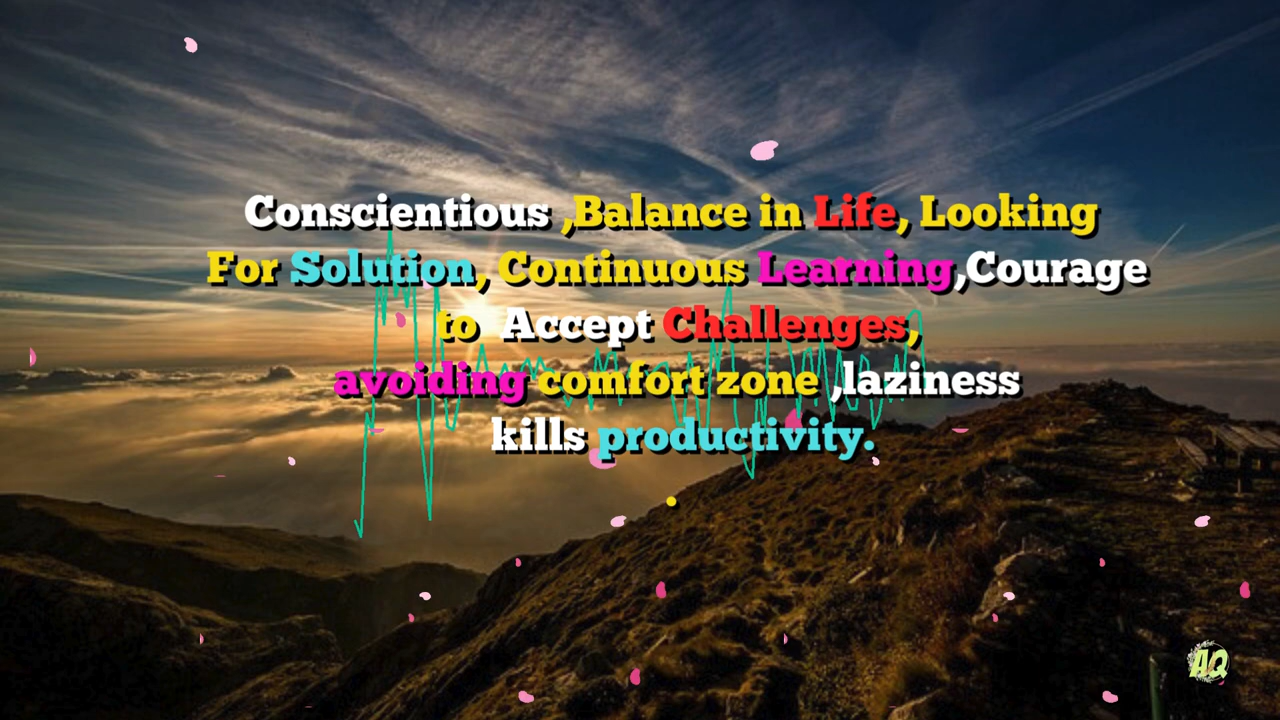 Conscientious ,Balance in Life, Looking
For Solution, Continuous Learning,Courage
to  Accept Challenges,
avoiding comfort zone ,laziness
kills productivity.
.
AQ